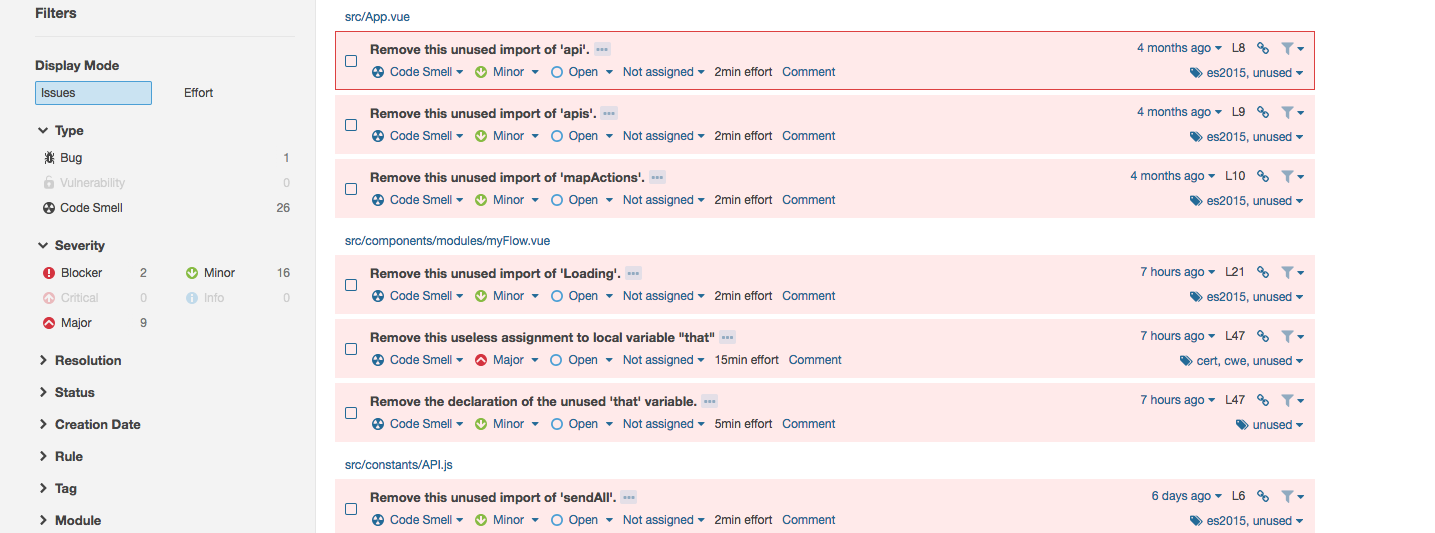 Filters
Display Mode
Issues Effort
Type
Bug 1
Vulnerability 0
Code Smell 26
Severity
Blocker 2 Minor 16
Critical 0 Info 0
Major 9
Resolution
Status
Creation Date
Rule
Tag
Module
src/App.vue
Remove this unused import of 'api'. 4 months ago L8
Code Smell Minor Open Not assigned 2min effort Comment es2015, unused
Remove this unused import of 'apis'. 4 months ago L9
Code Smell Minor Open Not assigned 2min effort Comment es2015, unused
Remove this unused import of 'mapActions'. 4 months ago L10
Code Smell Minor Open Not assigned 2min effort Comment es2015, unused
src/components/modules/myFlow.vue
Remove this unused import of 'Loading'. 7 hours ago L21
Code Smell Minor Open Not assigned 2min effort Comment es2015, unused
Remove this useless assignment to local variable "that" 7 hours ago L47
Code Smell Major Open Not assigned 15min effort Comment cert, cwe, unused
Remove the declaration of the unused 'that' variable. 7 hours ago L47
Code Smell Minor Open Not assigned 5min effort Comment unused
src/constants/API.js
Remove this unused import of 'sendAll'. 6 days ago L6
Code Smell Minor Open Not assigned 2min effort Comment es2015, unused